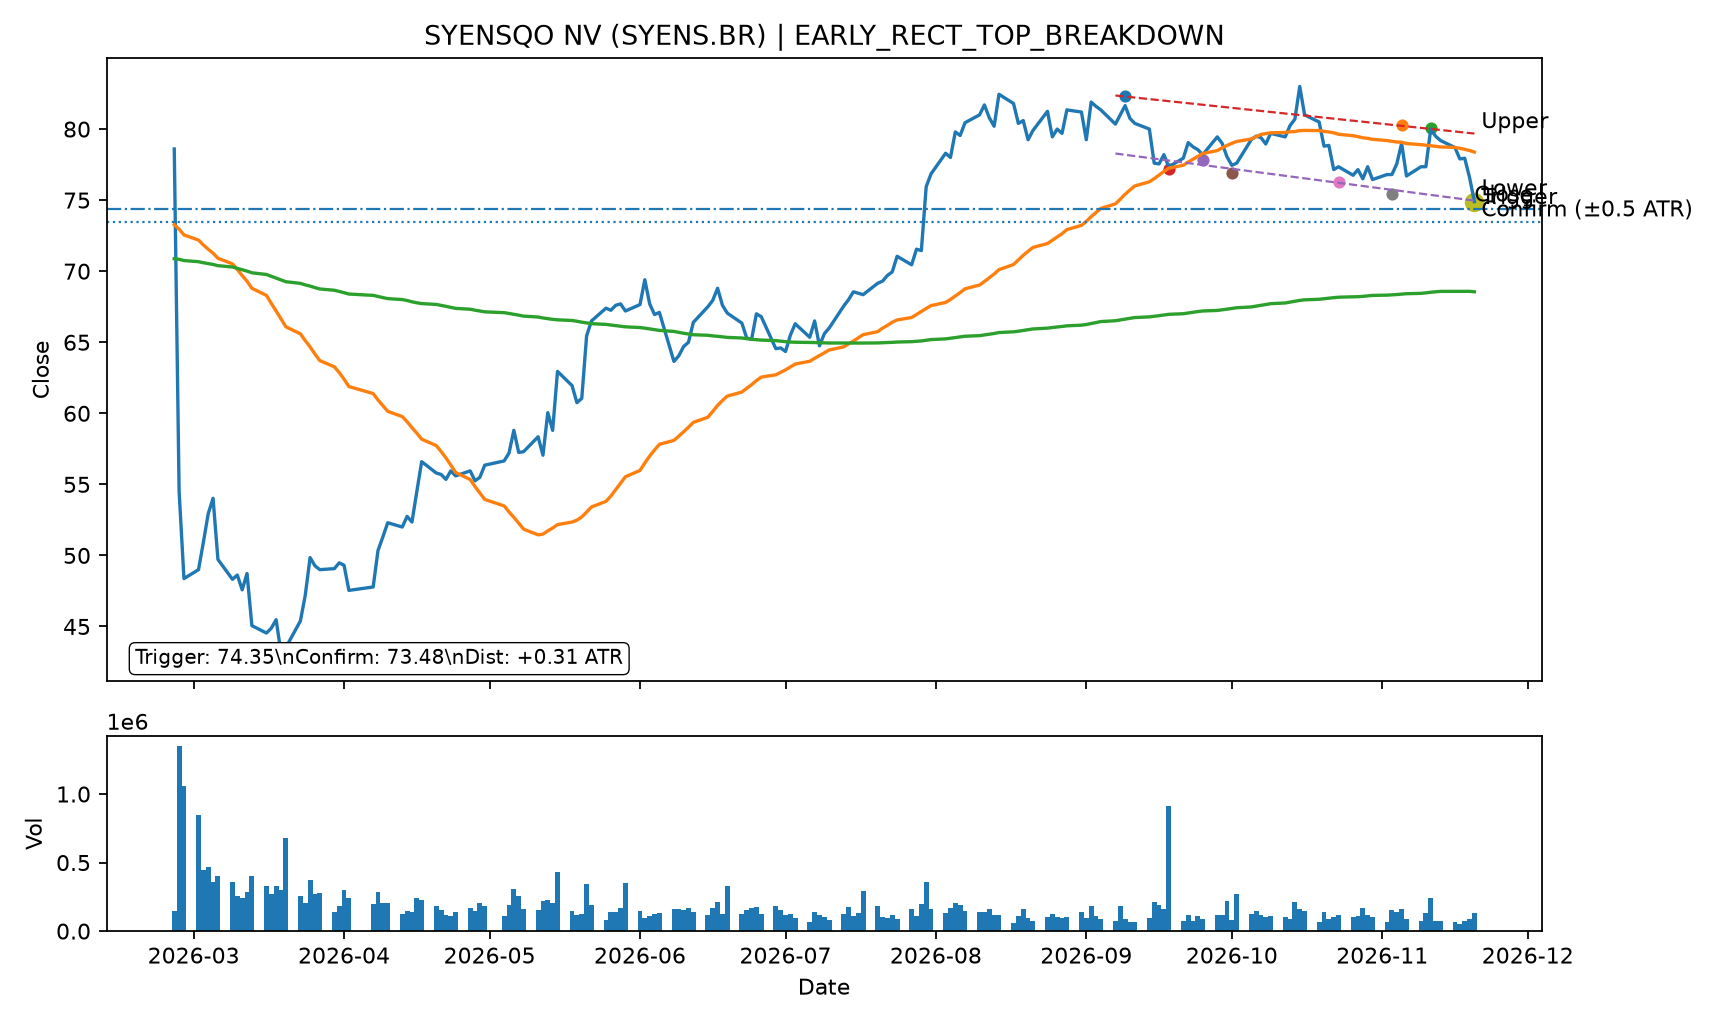 SYENSQO NV (SYENS.BR) | EARLY_RECT_TOP_BREAKDOWN
Close
80
75
70
65
60
55
50
45
Upper
Lower
Close
Trigger
Confirm (±0.5 ATR)
Trigger: 74.35\nConfirm: 73.48\nDist: +0.31 ATR
1e6
Vol
1.0
0.5
0.0
2026-03
2026-04
2026-05
2026-06
2026-07
2026-08
2026-09
2026-10
2026-11
2026-12
Date